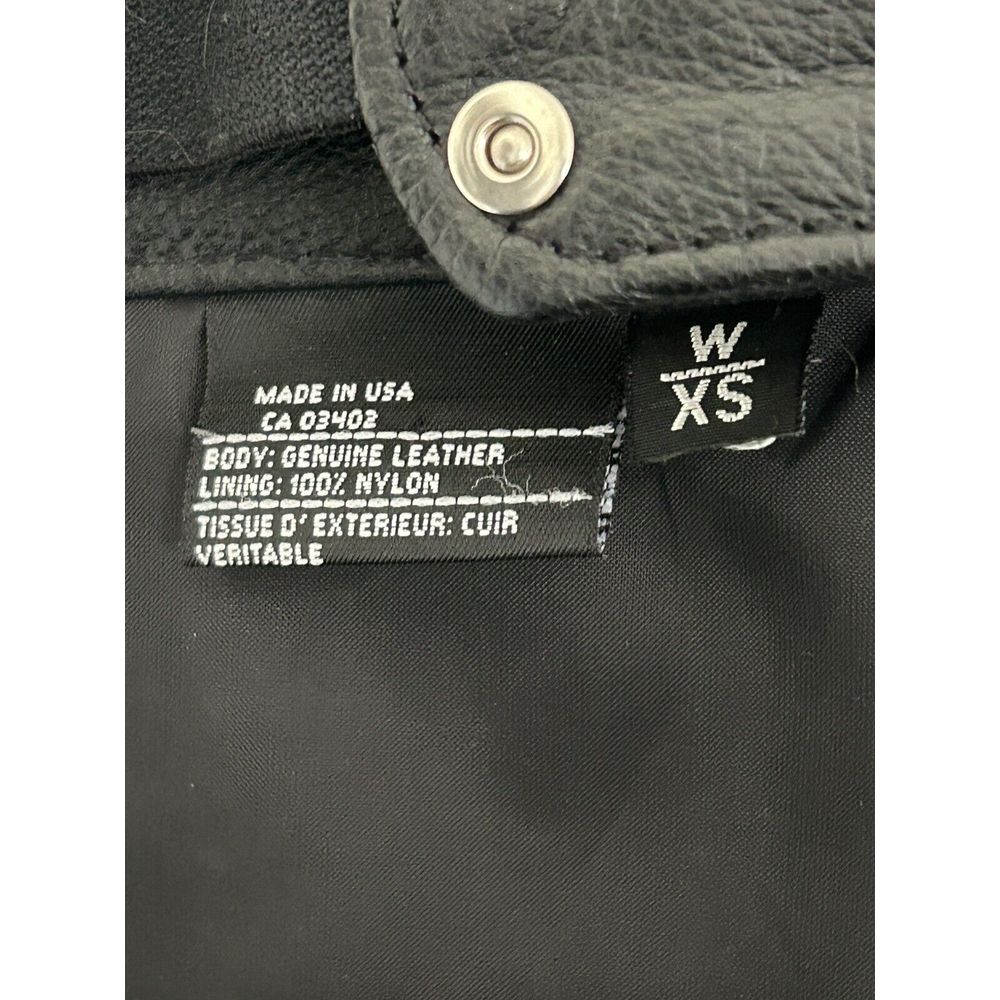 MADE IN USA
CA 03402
BODY: GENUINE LEATHER
LINING: 100% NYLON
TISSUE D' EXTERIEUR: CUIR
VERITABLE
W
XS